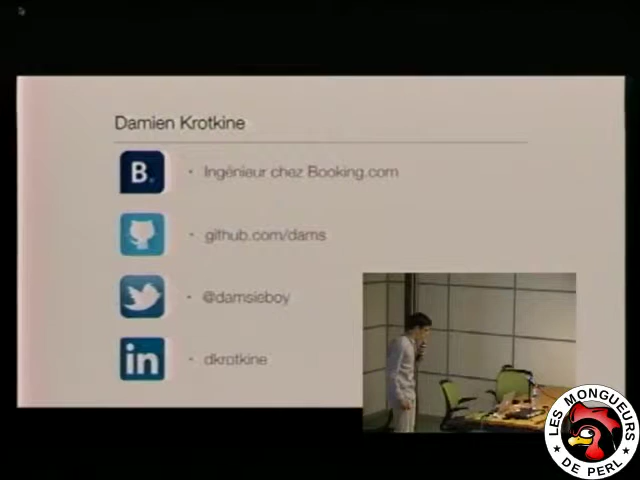 Damien Krotkine
B.
• Ingénieur chez Booking.com
• github.com/dams
• @damsieboy
in
• dkrotkine
LES MONGUEURS
★ DE PERL ★